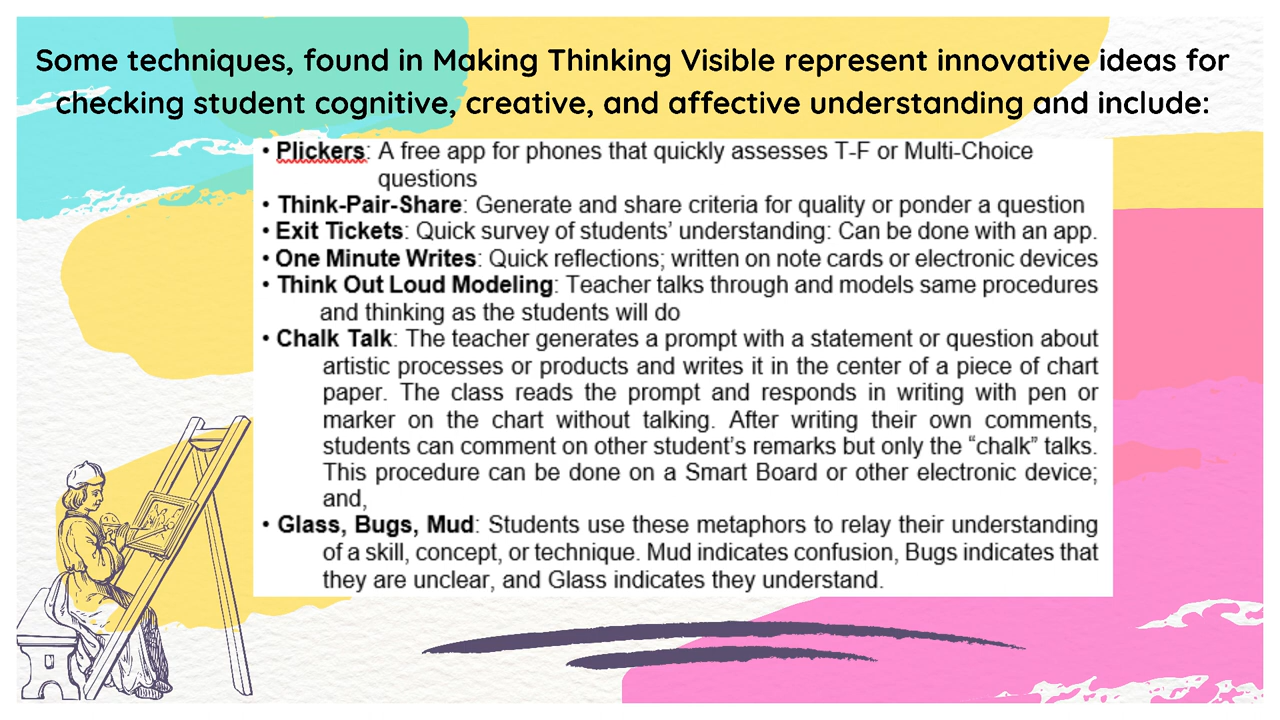 Some techniques, found in Making Thinking Visible represent innovative ideas for
checking student cognitive, creative, and affective understanding and include:
• Plickers: A free app for phones that quickly assesses T-F or Multi-Choice
questions
• Think-Pair-Share: Generate and share criteria for quality or ponder a question
• Exit Tickets: Quick survey of students’ understanding: Can be done with an app.
• One Minute Writes: Quick reflections; written on note cards or electronic devices
• Think Out Loud Modeling: Teacher talks through and models same procedures
and thinking as the students will do
• Chalk Talk: The teacher generates a prompt with a statement or question about
artistic processes or products and writes it in the center of a piece of chart
paper. The class reads the prompt and responds in writing with pen or
marker on the chart without talking. After writing their own comments,
students can comment on other student’s remarks but only the “chalk” talks.
This procedure can be done on a Smart Board or other electronic device;
and,
• Glass, Bugs, Mud: Students use these metaphors to relay their understanding
of a skill, concept, or technique. Mud indicates confusion, Bugs indicates that
they are unclear, and Glass indicates they understand.